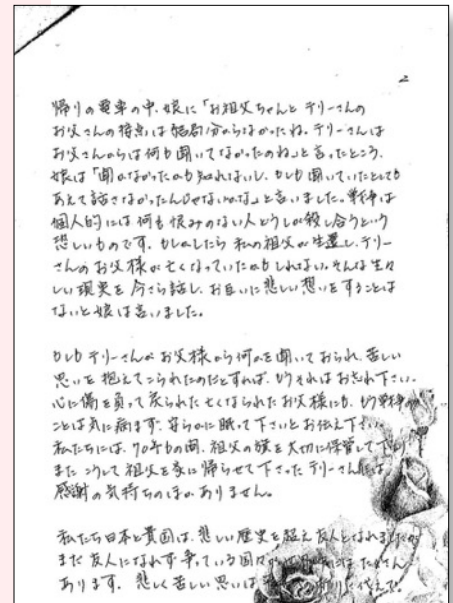 2
帰りの電車の中、娘に「お祖父ちゃんと テリーさんの
お父さんの接点は結局分からなかったね。テリーさんは
お父さんからは何も聞いてなかったのね」と言ったところ、
娘は「聞かなかったかも知れないし、もしも聞いていたとしても
あえて話さなかったんじゃないかな」と言いました。戦争は
個人的には何も恨みのない人どうしが殺し合うという
悲しいものです。もしかしたら 私の祖父が生還し、テリー
さんのお父様が亡くなっていたかもしれない。そんな生々
しい現実を 今さら話し、お互いに悲しい想いをすることは
ないと娘は言いました。
もしも テリーさんが お父様から何かを聞いておられ、苦しい
思いを 抱えてこられたのだとすれば、もうそれはお忘れ下さい。
心に傷を負って戻られ 亡くなられたお父様にも、もう戦争の
ことは気に病まず、安らかに眠って下さいとお伝え下さい。
私たちには、70年もの間、祖父の旗を大切に保管して下さり
また こうして 祖父を家に帰らせて下さった テリーさんには
感謝の気持ちのほかありません。
私たち日本と貴国は、悲しい歴史を超え 友人となれましたが
まだ 友人になれず 争っている国々が
あります。悲しく苦しい思いは